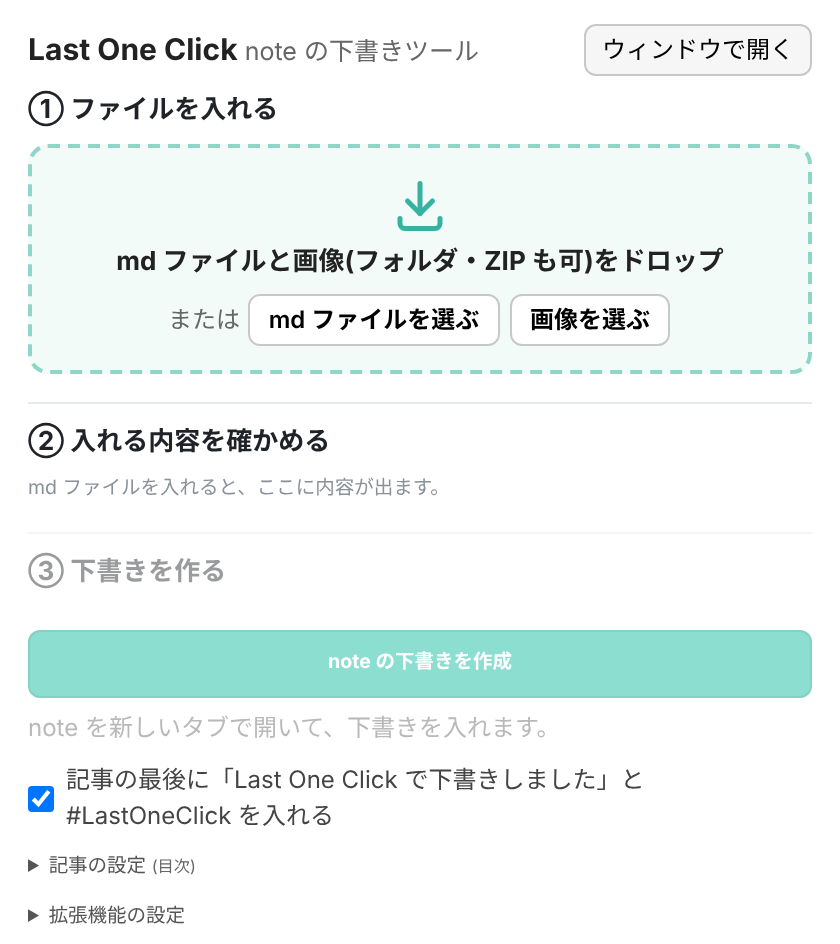 Last One Click note の下書きツール
ウィンドウで開く
① ファイルを入れる
md ファイルと画像(フォルダ・ZIP も可)をドロップ
または md ファイルを選ぶ 画像を選ぶ
② 入れる内容を確かめる
md ファイルを入れると、ここに内容が出ます。
③ 下書きを作る
note の下書きを作成
note を新しいタブで開いて、下書きを入れます。
記事の最後に「Last One Click で下書きしました」と
#LastOneClick を入れる
▶ 記事の設定 (目次)
▶ 拡張機能の設定